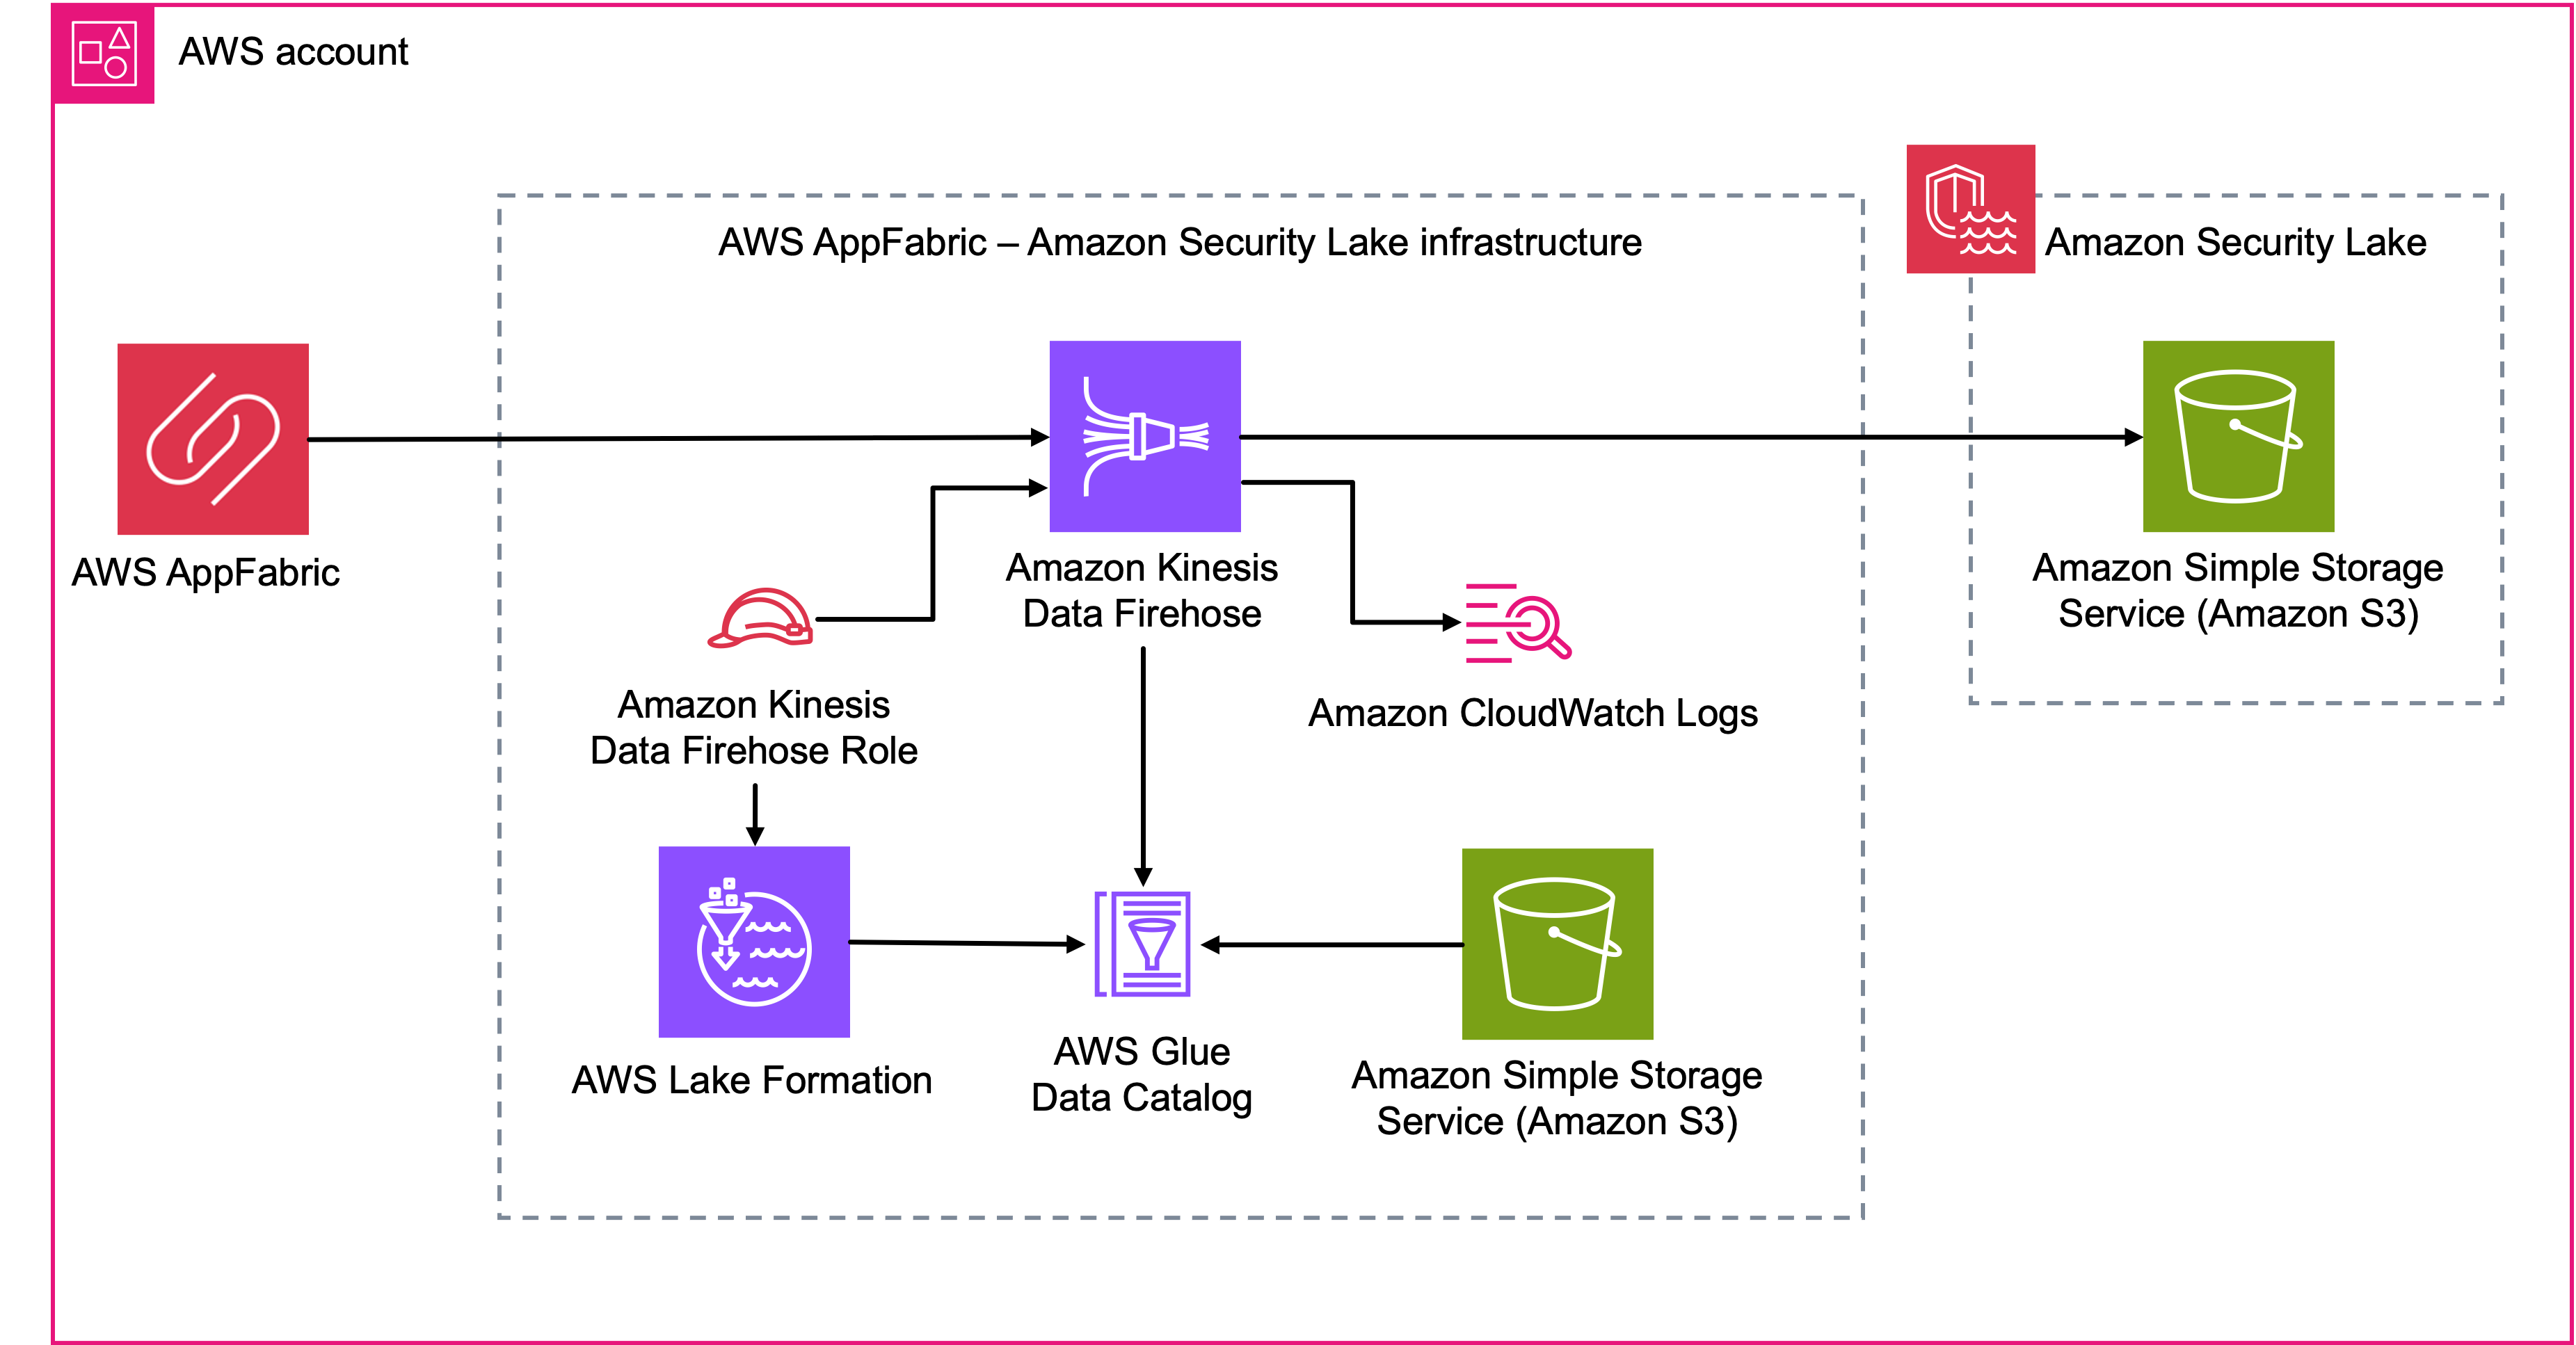 AWS account
AWS AppFabric – Amazon Security Lake infrastructure
Amazon Security Lake
AWS AppFabric
Amazon Kinesis
Data Firehose
Amazon Simple Storage
Service (Amazon S3)
Amazon Kinesis
Data Firehose Role
Amazon CloudWatch Logs
AWS Lake Formation
AWS Glue
Data Catalog
Amazon Simple Storage
Service (Amazon S3)